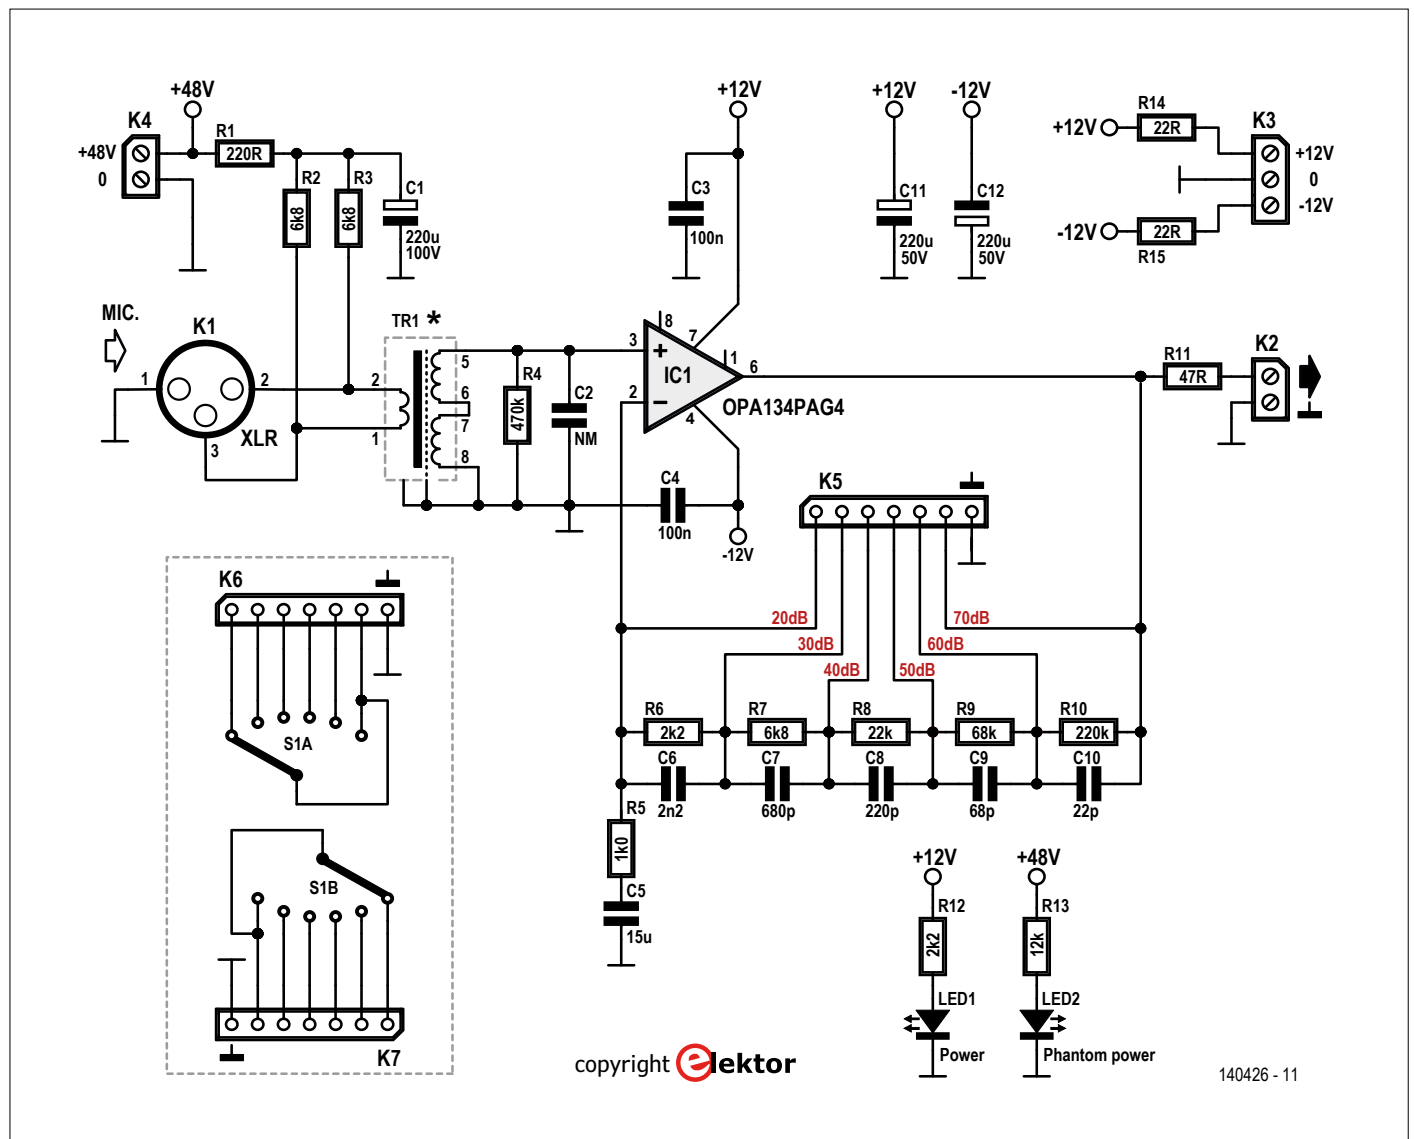 +48V
K4
+48V
0
R1
220R
R2
6k8
R3
6k8
C1
220u
100V
MIC.
K1
1
2
3
XLR
TR1 *
2
1
5
6
7
8
R4
470k
C2
NM
+12V
C3
100n
3
2
8
7
1
6
4
+
−
IC1
OPA134PAG4
C4
100n
-12V
+12V
C11
220u
50V
-12V
C12
220u
50V
+12V
R14
22R
-12V
22R
R15
K3
+12V
0
-12V
R11
47R
K2
K5
20dB
30dB
40dB
50dB
60dB
70dB
R6
2k2
R7
6k8
R8
22k
R9
68k
R10
220k
C6
2n2
C7
680p
C8
220p
C9
68p
C10
22p
R5
1k0
C5
15u
K6
S1A
S1B
K7
+12V
R12
2k2
LED1
Power
+48V
R13
12k
LED2
Phantom power
copyright elektor
140426 - 11